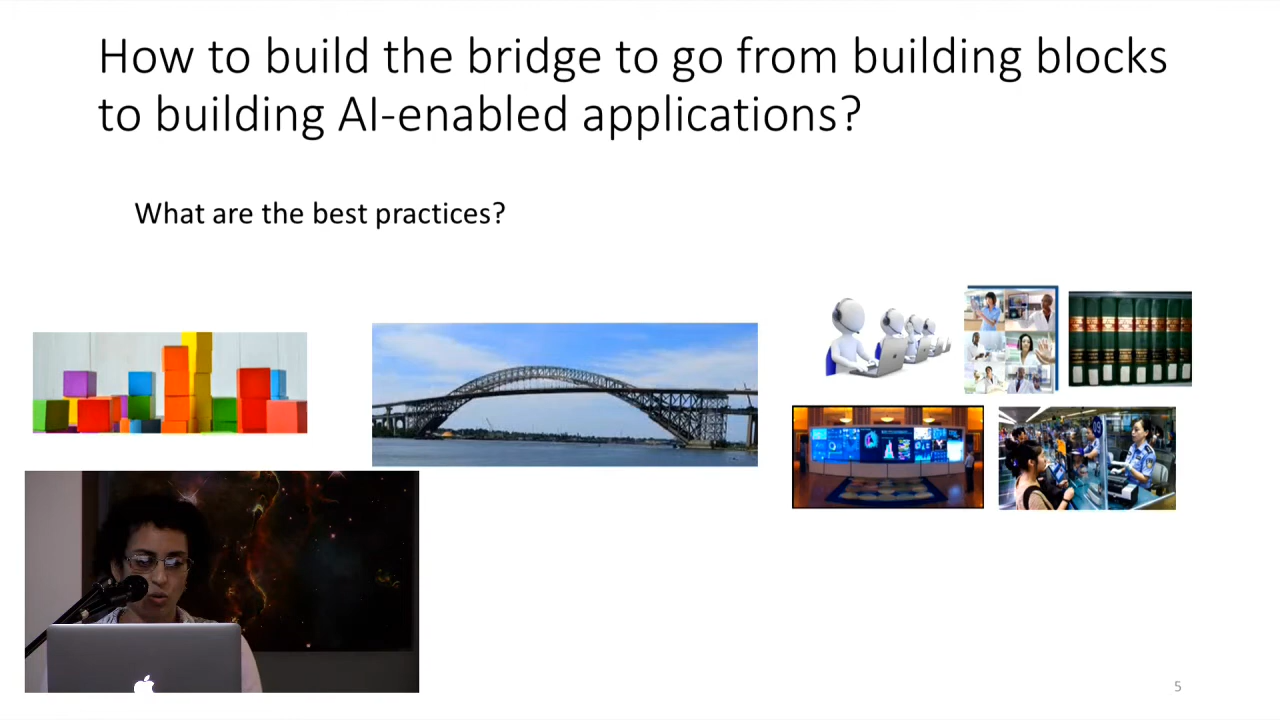 How to build the bridge to go from building blocks
to building AI-enabled applications?
What are the best practices?
09
5